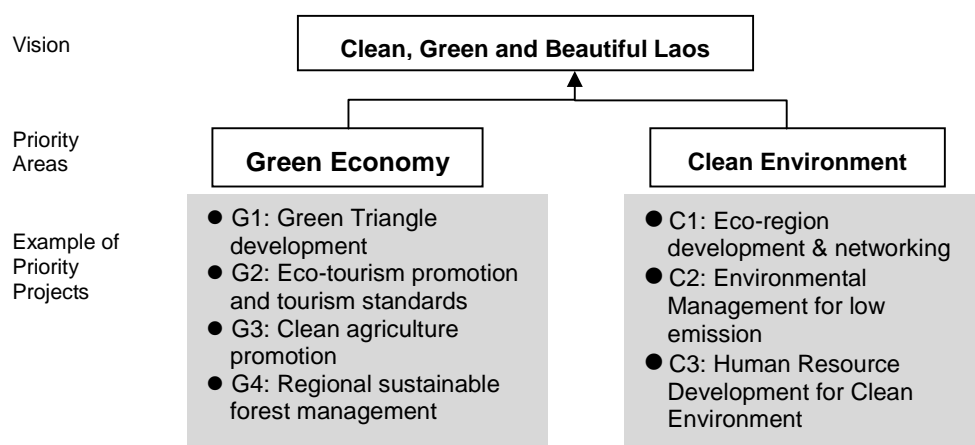 Vision
Clean, Green and Beautiful Laos
Priority
Areas
Green Economy
Clean Environment
Example of
Priority
Projects
● G1: Green Triangle
development
● G2: Eco-tourism promotion
and tourism standards
● G3: Clean agriculture
promotion
● G4: Regional sustainable
forest management
● C1: Eco-region
development & networking
● C2: Environmental
Management for low
emission
● C3: Human Resource
Development for Clean
Environment